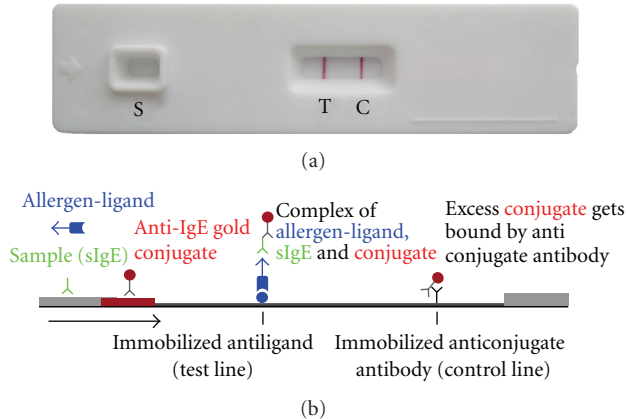 S
T C
(a)
Allergen-ligand
Sample (sIgE)
Anti-IgE gold
conjugate
Complex of
allergen-ligand,
sIgE and conjugate
Excess conjugate gets
bound by anti
conjugate antibody
Immobilized antiligand
(test line)
Immobilized anticonjugate
antibody (control line)
(b)